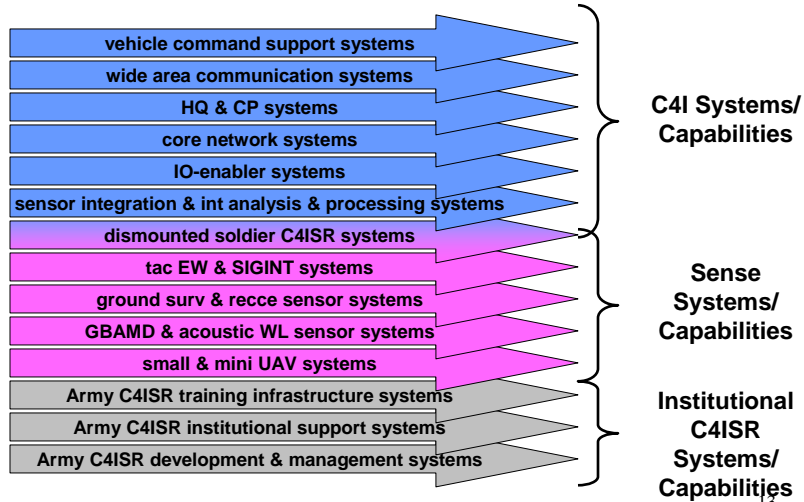 vehicle command support systems
wide area communication systems
HQ & CP systems
core network systems
IO-enabler systems
sensor integration & int analysis & processing systems
dismounted soldier C4ISR systems
tac EW & SIGINT systems
ground surv & recce sensor systems
GBAMD & acoustic WL sensor systems
small & mini UAV systems
Army C4ISR training infrastructure systems
Army C4ISR institutional support systems
Army C4ISR development & management systems
C4I Systems/
Capabilities
Sense
Systems/
Capabilities
Institutional
C4ISR
Systems/
Capabilities